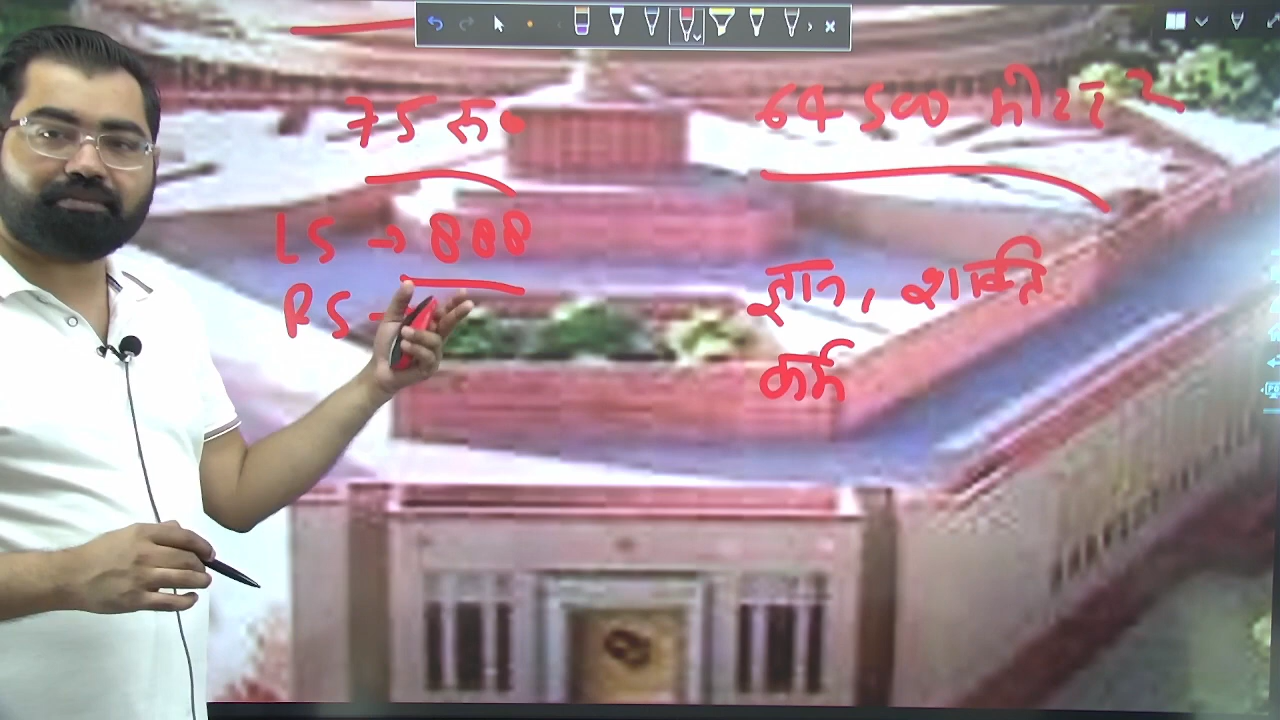 75 रू
64500 मीटर²
LS → 888
RS →
ज्ञान, शक्ति
कर्म